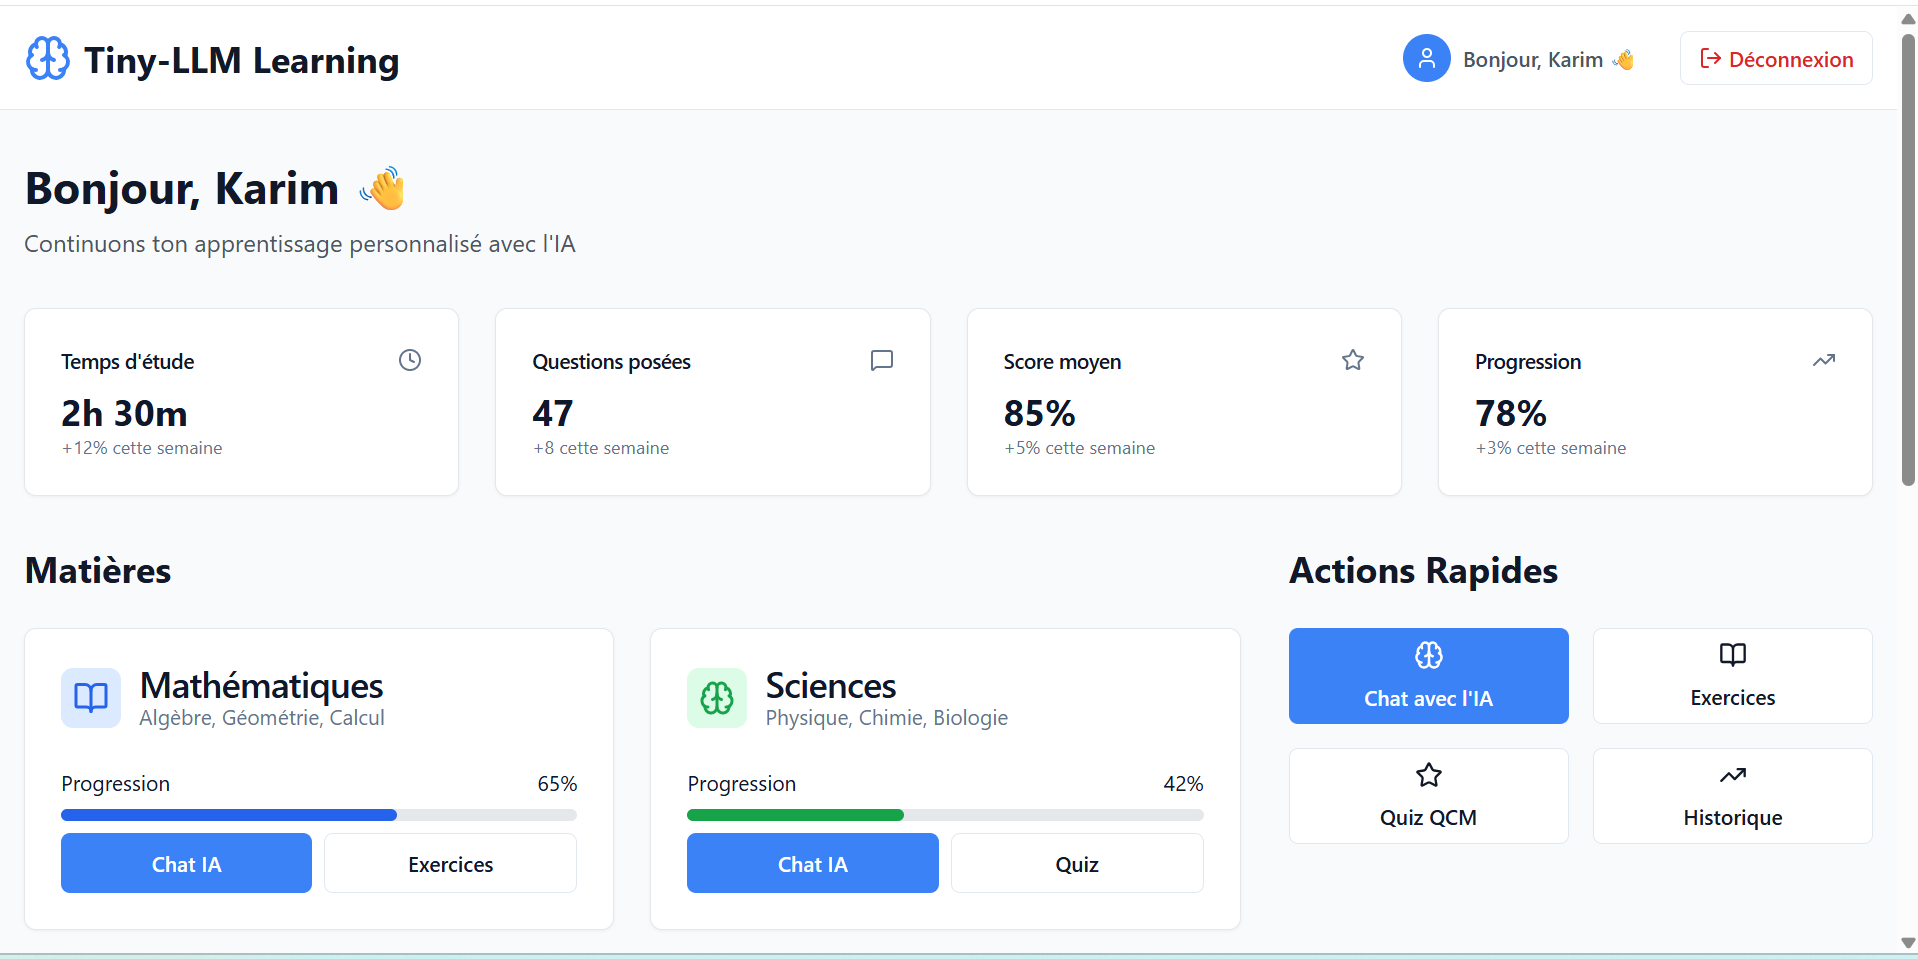 Tiny-LLM Learning
Bonjour, Karim 👋
Déconnexion
Bonjour, Karim 👋
Continuons ton apprentissage personnalisé avec l'IA
Temps d'étude
2h 30m
+12% cette semaine
Questions posées
47
+8 cette semaine
Score moyen
85%
+5% cette semaine
Progression
78%
+3% cette semaine
Matières
Mathématiques
Algèbre, Géométrie, Calcul
Progression 65%
Chat IA Exercices
Sciences
Physique, Chimie, Biologie
Progression 42%
Chat IA Quiz
Actions Rapides
Chat avec l'IA
Exercices
Quiz QCM
Historique